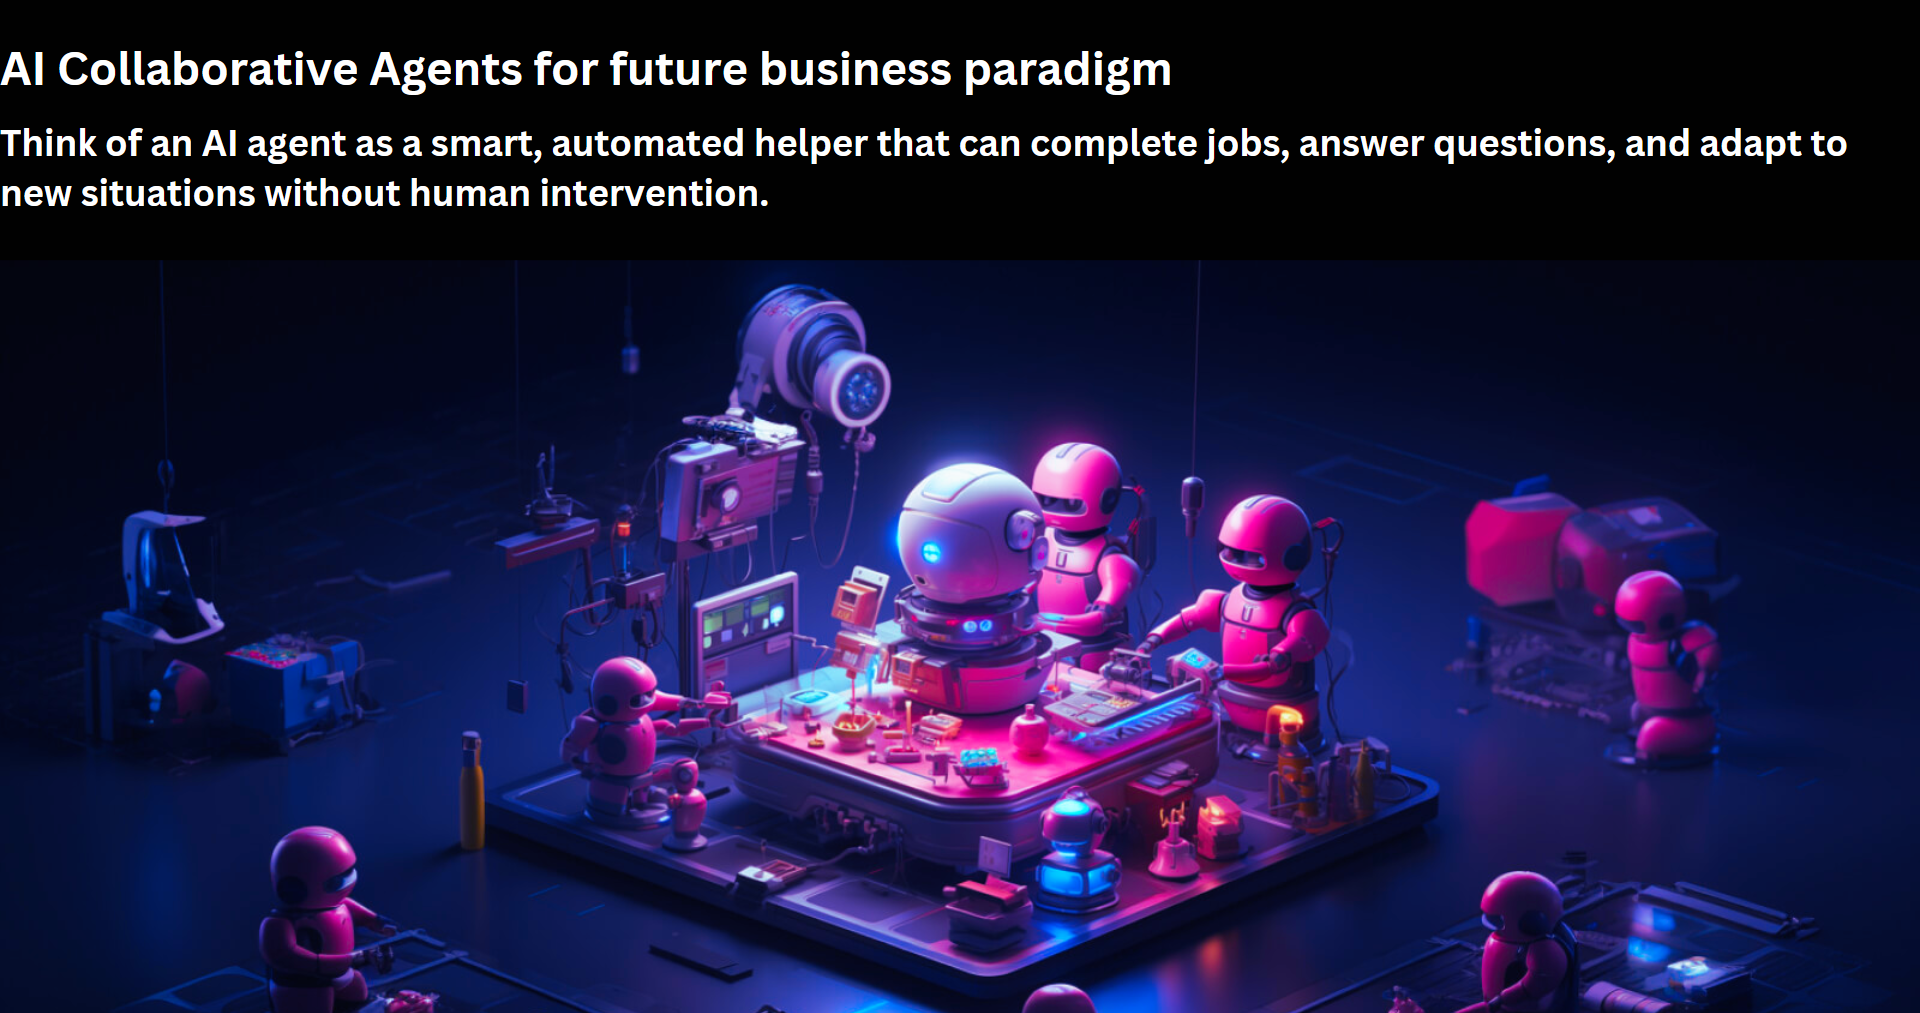 AI Collaborative Agents for future business paradigm
Think of an AI agent as a smart, automated helper that can complete jobs, answer questions, and adapt to
new situations without human intervention.